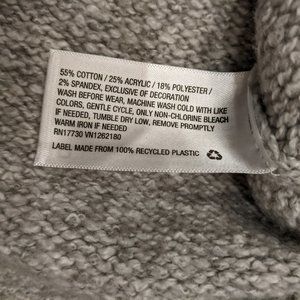 55% COTTON / 25% ACRYLIC / 18% POLYESTER /
2% SPANDEX, EXCLUSIVE OF DECORATION
WASH BEFORE WEAR, MACHINE WASH COLD WITH LIKE
COLORS, GENTLE CYCLE, ONLY NON-CHLORINE BLEACH
IF NEEDED, TUMBLE DRY LOW, REMOVE PROMPTLY
WARM IRON IF NEEDED
RN17730 VN1262180
LABEL MADE FROM 100% RECYCLED PLASTIC